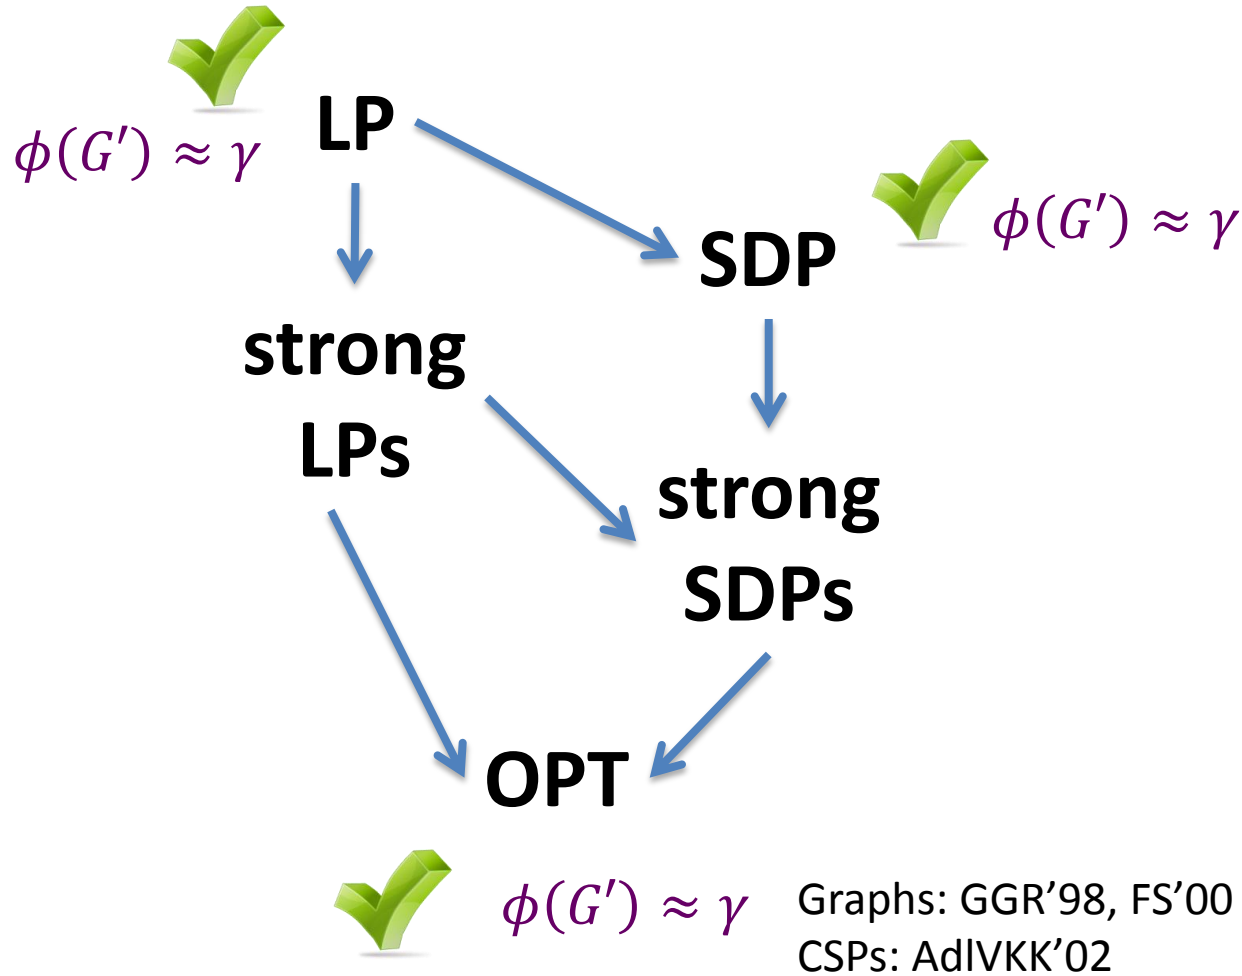 LP
ϕ(G′) ≈ γ
SDP
ϕ(G′) ≈ γ
strong
LPs
strong
SDPs
OPT
ϕ(G′) ≈ γ
Graphs: GGR’98, FS’00
CSPs: AdlVKK’02